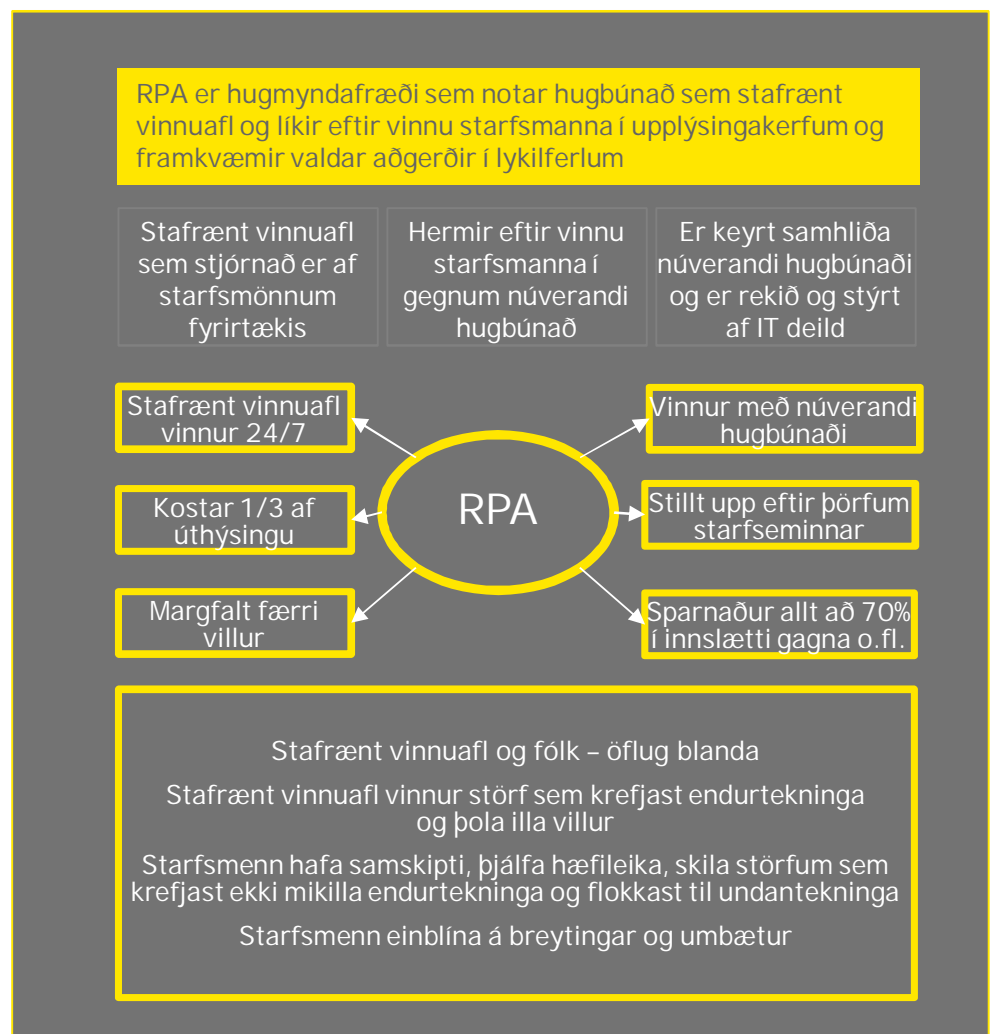 RPA er hugmyndafræði sem notar hugbúnað sem stafrænt
vinnuafl og líkir eftir vinnu starfsmanna í upplýsingakerfum og
framkvæmir valdar aðgerðir í lykilferlum
Stafrænt vinnuafl
sem stjórnað er af
starfsmönnum
fyrirtækis
Hermir eftir vinnu
starfsmanna í
gegnum núverandi
hugbúnað
Er keyrt samhliða
núverandi hugbúnaði
og er rekið og stýrt
af IT deild
Stafrænt vinnuafl
vinnur 24/7
Kostar 1/3 af
úthýsingu
Margfalt færri
villur
RPA
Vinnur með núverandi
hugbúnaði
Stillt upp eftir þörfum
starfseminnar
Sparnaður allt að 70%
í innslætti gagna o.fl.
Stafrænt vinnuafl og fólk – öflug blanda
Stafrænt vinnuafl vinnur störf sem krefjast endurtekninga
og þola illa villur
Starfsmenn hafa samskipti, þjálfa hæfileika, skila störfum sem
krefjast ekki mikilla endurtekninga og flokkast til undantekninga
Starfsmenn einblína á breytingar og umbætur